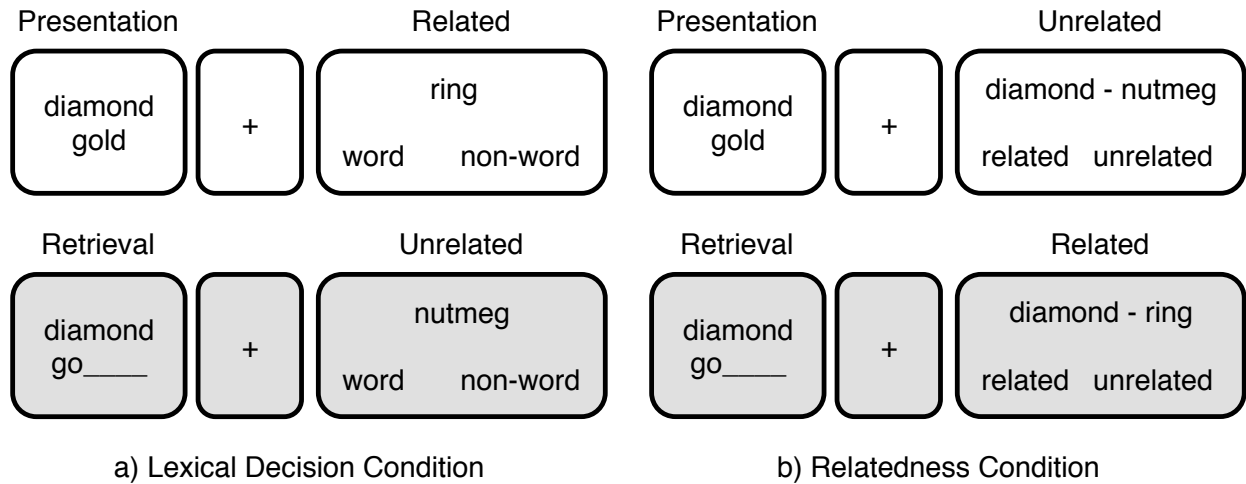 Presentation Related
diamond
gold
+
ring
word non-word
Retrieval Unrelated
diamond
go____
+
nutmeg
word non-word
a) Lexical Decision Condition
Presentation Unrelated
diamond
gold
+
diamond - nutmeg
related unrelated
Retrieval Related
diamond
go____
+
diamond - ring
related unrelated
b) Relatedness Condition